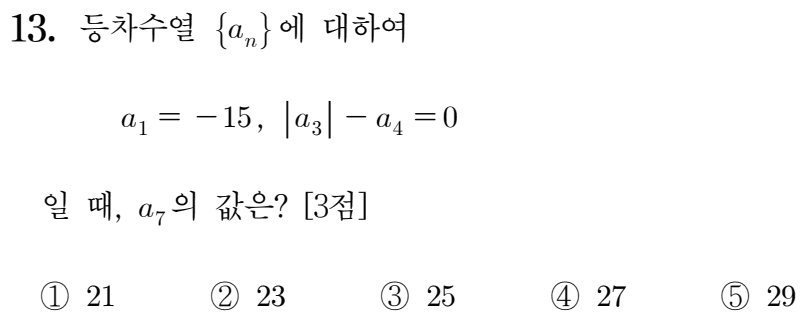 13. 등차수열 {aₙ}에 대하여
a₁ = −15, |a₃| − a₄ = 0
일 때, a₇의 값은? [3점]
① 21 ② 23 ③ 25 ④ 27 ⑤ 29